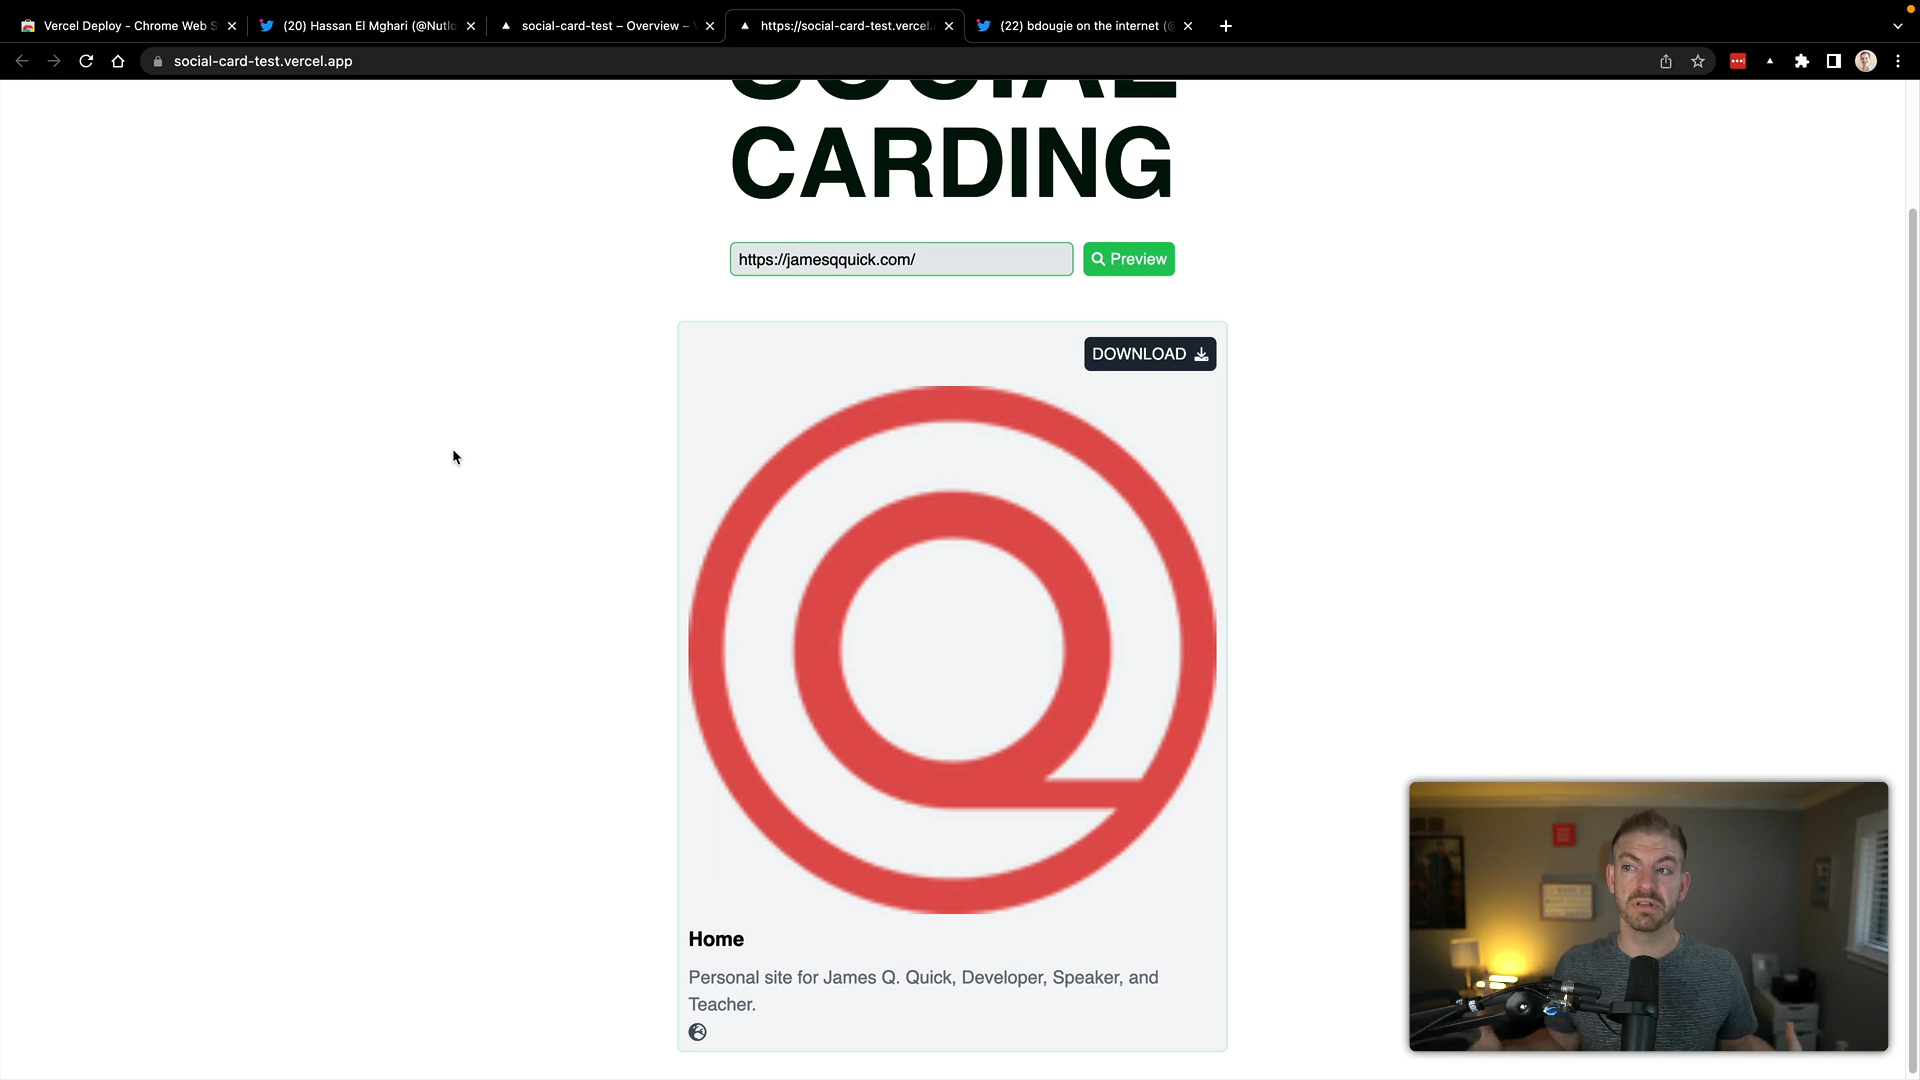 Vercel Deploy - Chrome Web S
(20) Hassan El Mghari (@Nutlo
social-card-test – Overview –
https://social-card-test.vercel.
(22) bdougie on the internet (@
social-card-test.vercel.app
SOCIAL
CARDING
https://jamesqquick.com/
Preview
DOWNLOAD
Home
Personal site for James Q. Quick, Developer, Speaker, and
Teacher.